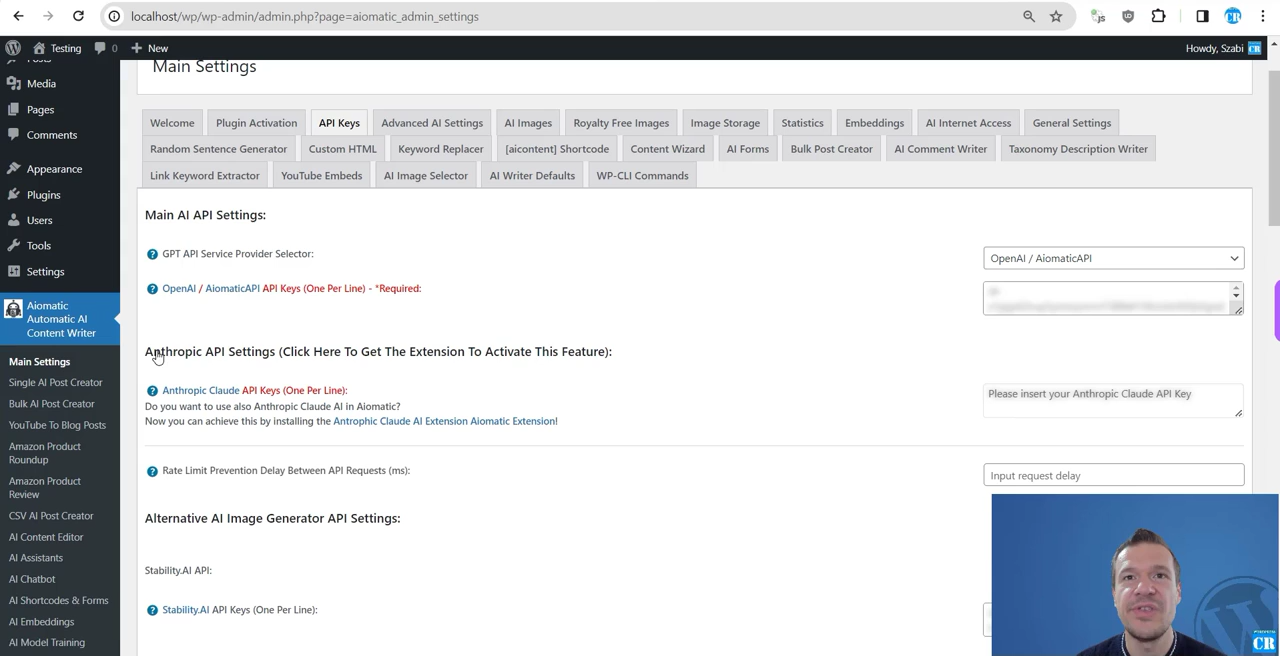 localhost/wp/wp-admin/admin.php?page=aiomatic_admin_settings
Testing 0 New
Howdy, Szabi
Posts
Media
Pages
Comments
Appearance
Plugins
Users
Tools
Settings
Aiomatic
Automatic AI
Content Writer
Main Settings
Single AI Post Creator
Bulk AI Post Creator
YouTube To Blog Posts
Amazon Product
Roundup
Amazon Product
Review
CSV AI Post Creator
AI Content Editor
AI Assistants
AI Chatbot
AI Shortcodes & Forms
AI Embeddings
AI Model Training
Main Settings
Welcome Plugin Activation API Keys Advanced AI Settings AI Images Royalty Free Images Image Storage Statistics Embeddings AI Internet Access General Settings
Random Sentence Generator Custom HTML Keyword Replacer [aicontent] Shortcode Content Wizard AI Forms Bulk Post Creator AI Comment Writer Taxonomy Description Writer
Link Keyword Extractor YouTube Embeds AI Image Selector AI Writer Defaults WP-CLI Commands
Main AI API Settings:
GPT API Service Provider Selector: OpenAI / AiomaticAPI
OpenAI / AiomaticAPI API Keys (One Per Line) - *Required:
Anthropic API Settings (Click Here To Get The Extension To Activate This Feature):
Anthropic Claude API Keys (One Per Line): Please insert your Anthropic Claude API Key
Do you want to use also Anthropic Claude AI in Aiomatic?
Now you can achieve this by installing the Antrophic Claude AI Extension Aiomatic Extension!
Rate Limit Prevention Delay Between API Requests (ms): Input request delay
Alternative AI Image Generator API Settings:
Stability.AI API:
Stability.AI API Keys (One Per Line):
CR